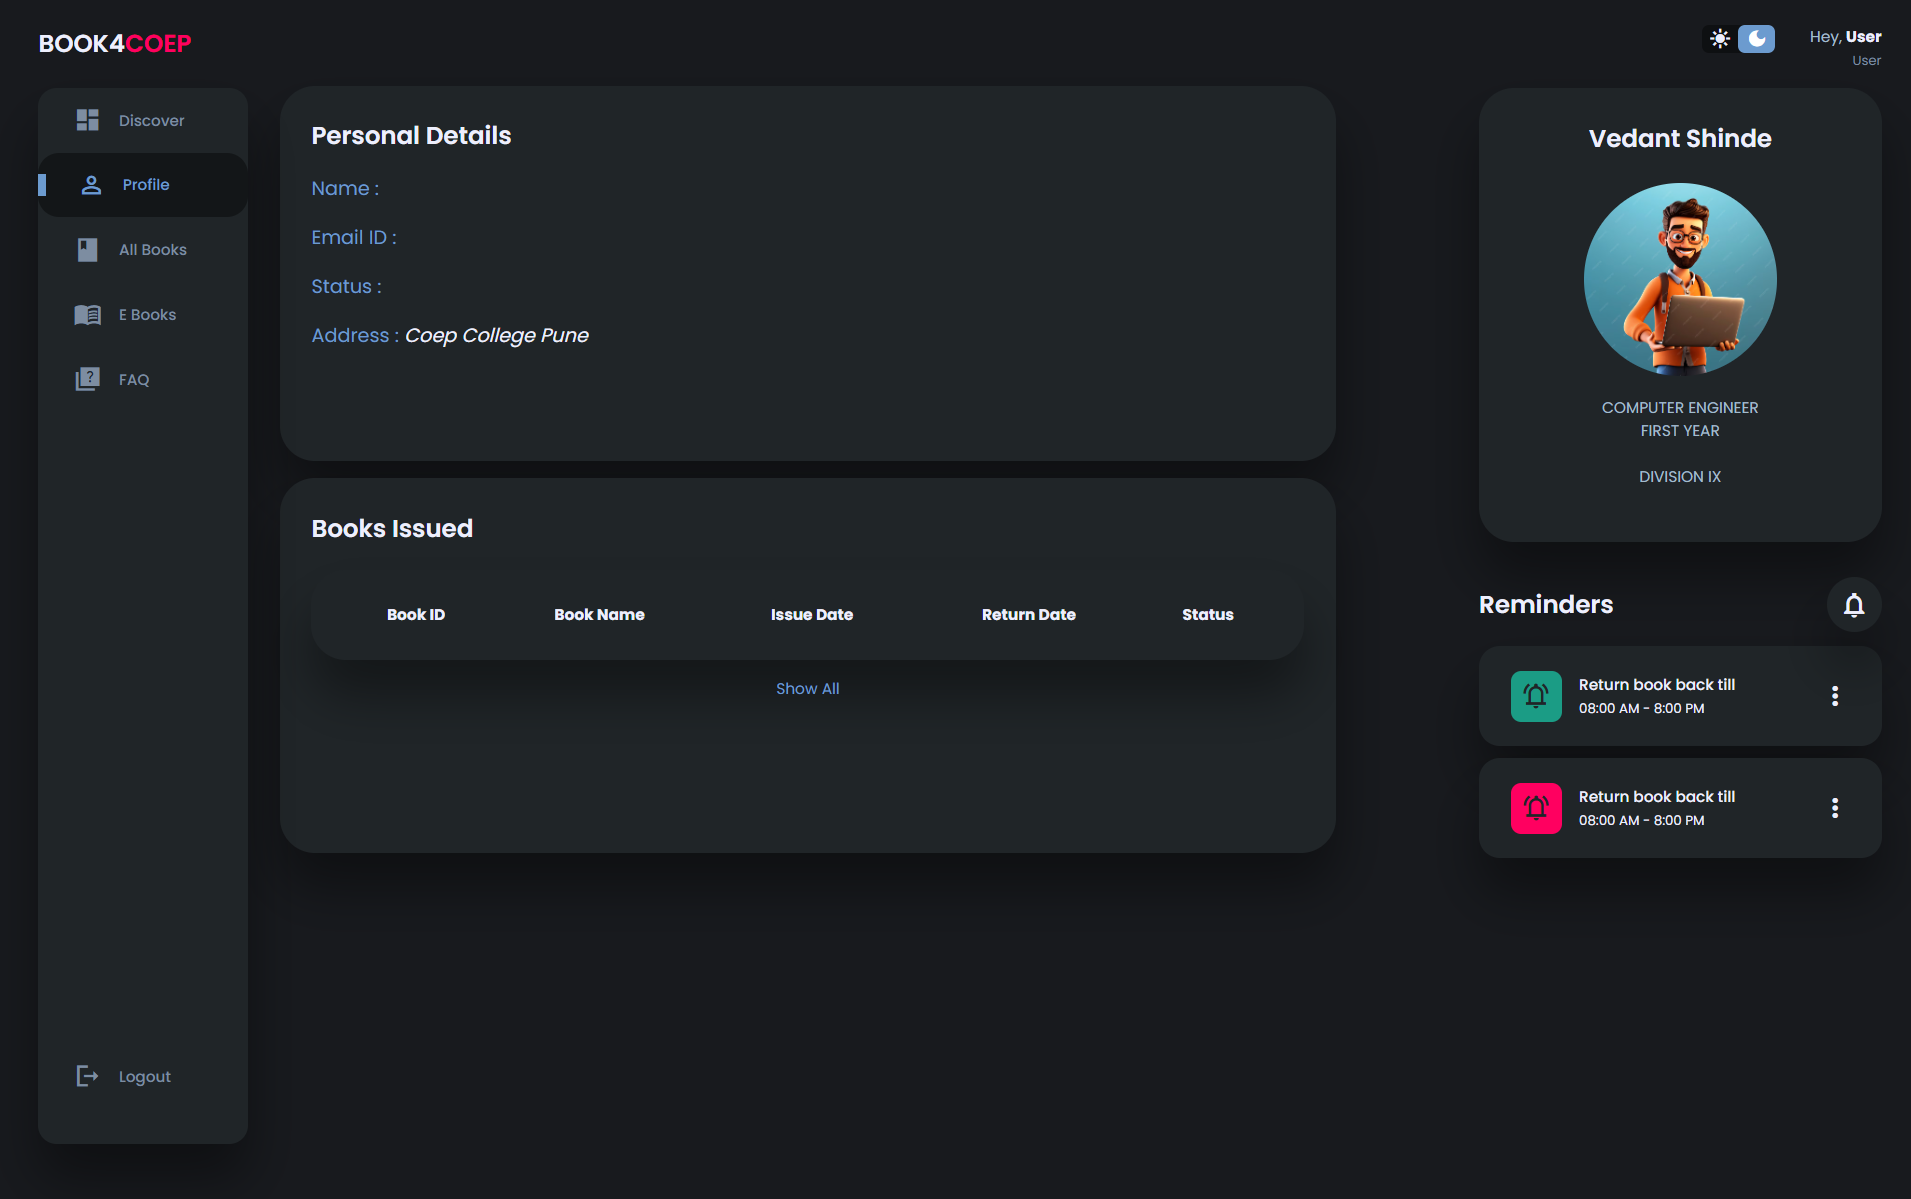 BOOK4COEP
Hey, User
User
Discover
Profile
All Books
E Books
FAQ
Logout
Personal Details
Name :
Email ID :
Status :
Address : Coep College Pune
Books Issued
Book ID Book Name Issue Date Return Date Status
Show All
Vedant Shinde
COMPUTER ENGINEER
FIRST YEAR
DIVISION IX
Reminders
Return book back till
08:00 AM - 8:00 PM
Return book back till
08:00 AM - 8:00 PM